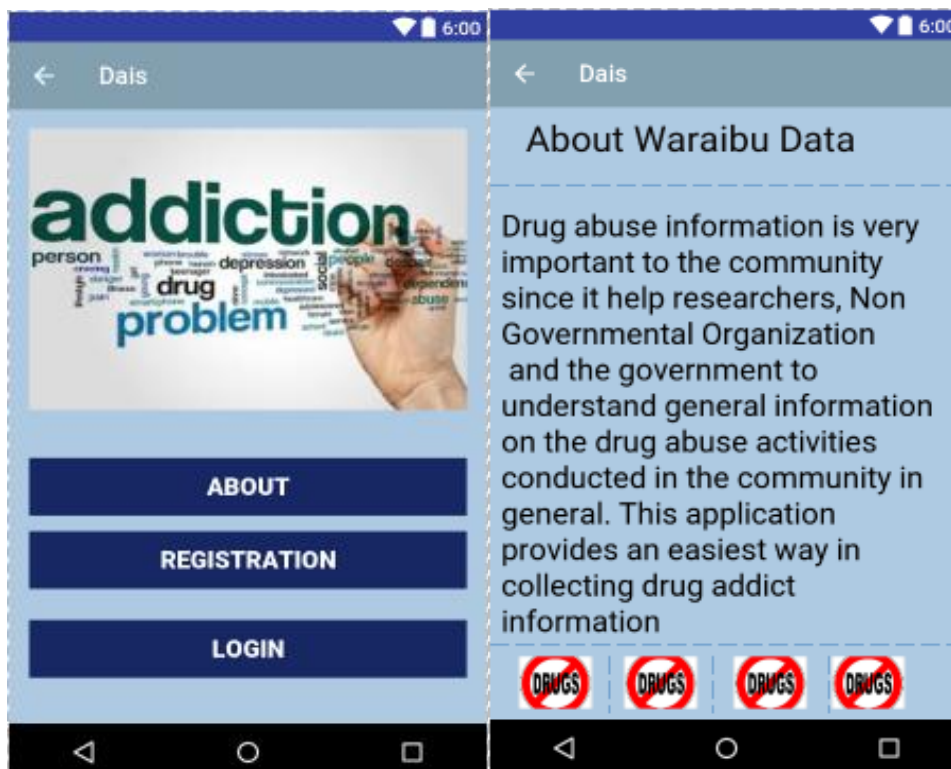 6:00
Dais
addiction
person
depression
social
people
drug
problem
abuse
ABOUT
REGISTRATION
LOGIN
6:00
Dais
About Waraibu Data
Drug abuse information is very
important to the community
since it help researchers, Non
Governmental Organization
and the government to
understand general information
on the drug abuse activities
conducted in the community in
general. This application
provides an easiest way in
collecting drug addict
information
DRUGS DRUGS DRUGS DRUGS